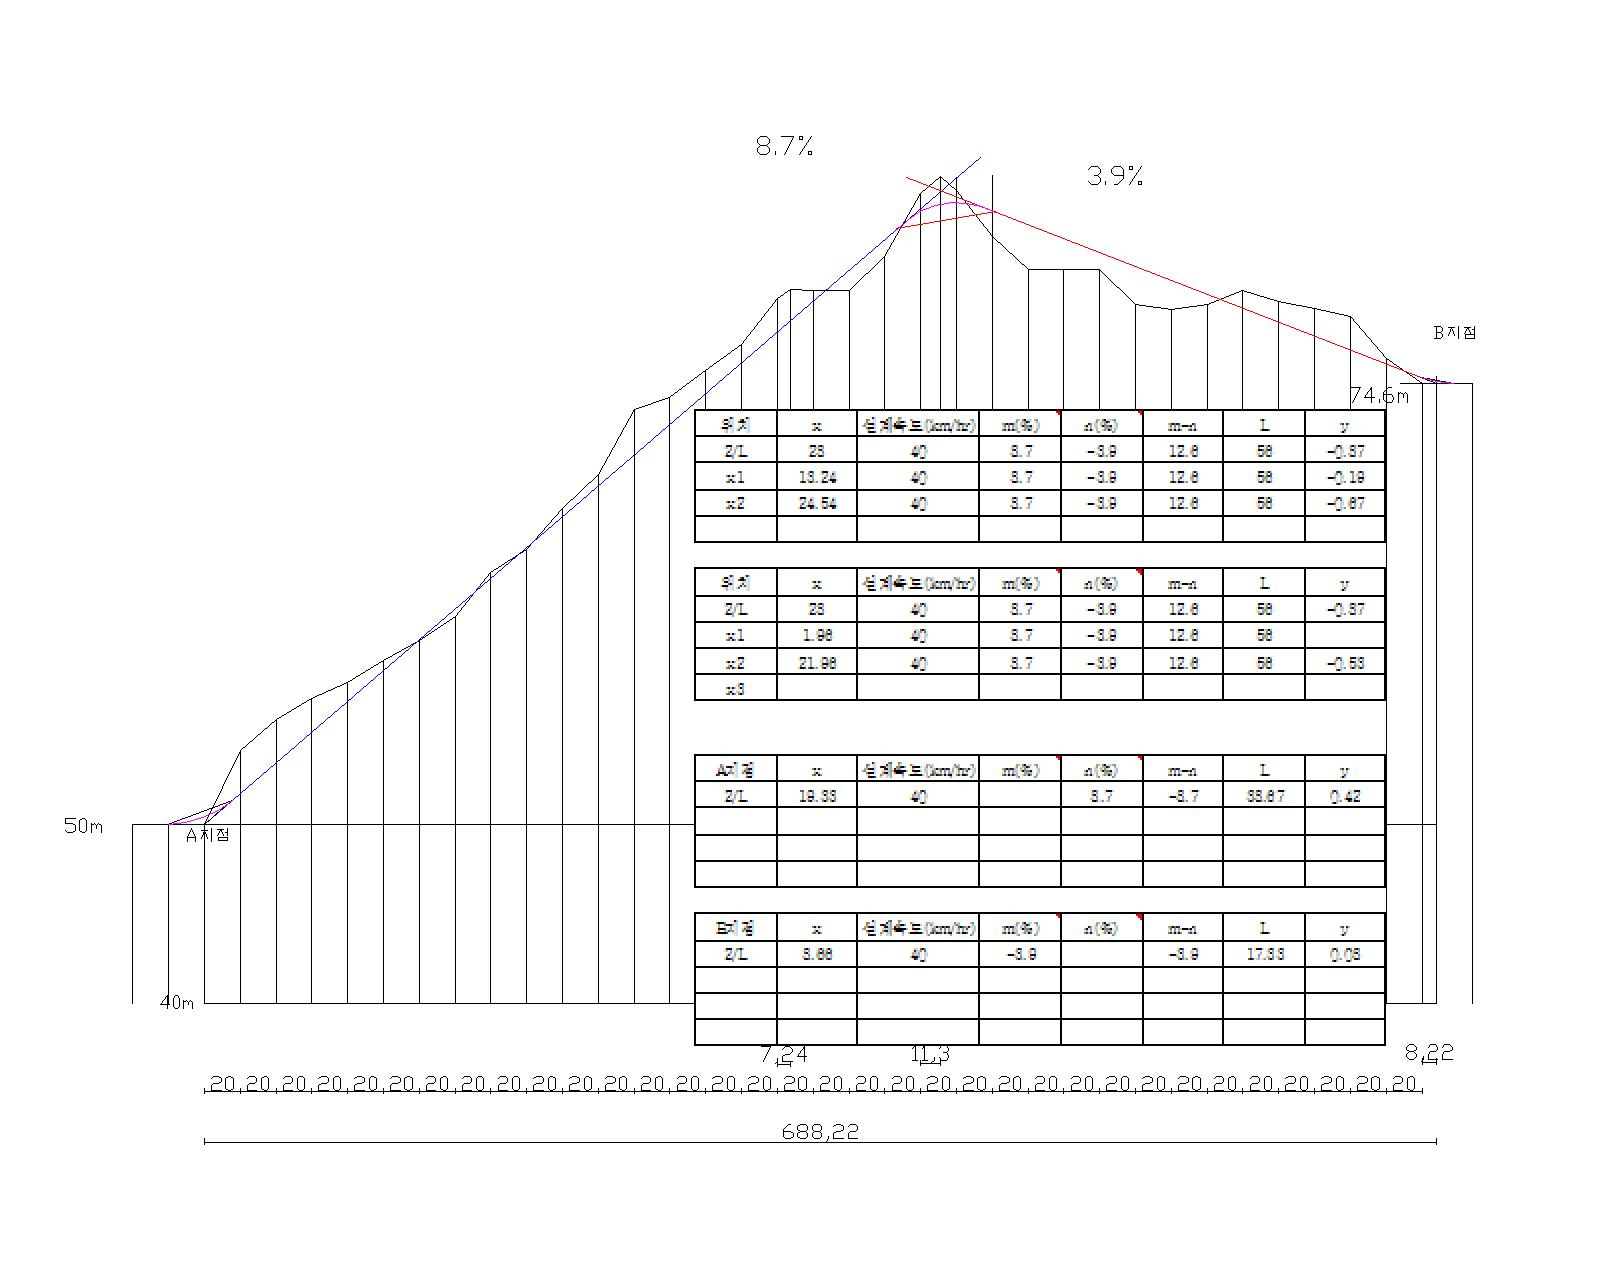 8.7%
3.9%
B지점
74.6m
위치 x 설계속도(km/hr) m(%) n(%) m-n L y
2/L 28 40 8.7 -3.9 12.6 56 -0.87
x1 13.24 40 8.7 -3.9 12.6 56 -0.19
x2 24.54 40 8.7 -3.9 12.6 56 -0.67
위치 x 설계속도(km/hr) m(%) n(%) m-n L y
2/L 28 40 8.7 -3.9 12.6 56 -0.87
x1 1.96 40 8.7 -3.9 12.6 56
x2 21.96 40 8.7 -3.9 12.6 56 -0.53
x3
A지점 x 설계속도(km/hr) m(%) n(%) m-n L y
2/L 19.33 40 8.7 -8.7 38.67 0.42
50m
A지점
B지점 x 설계속도(km/hr) m(%) n(%) m-n L y
2/L 8.66 40 -3.9 -3.9 17.33 0.08
40m
7,24 11,3 8,22
20 20 20 20 20 20 20 20 20 20 20 20 20 20 20 20 20 20 20 20 20 20 20 20 20 20 20 20 20 20 20 20 20 20
688,22